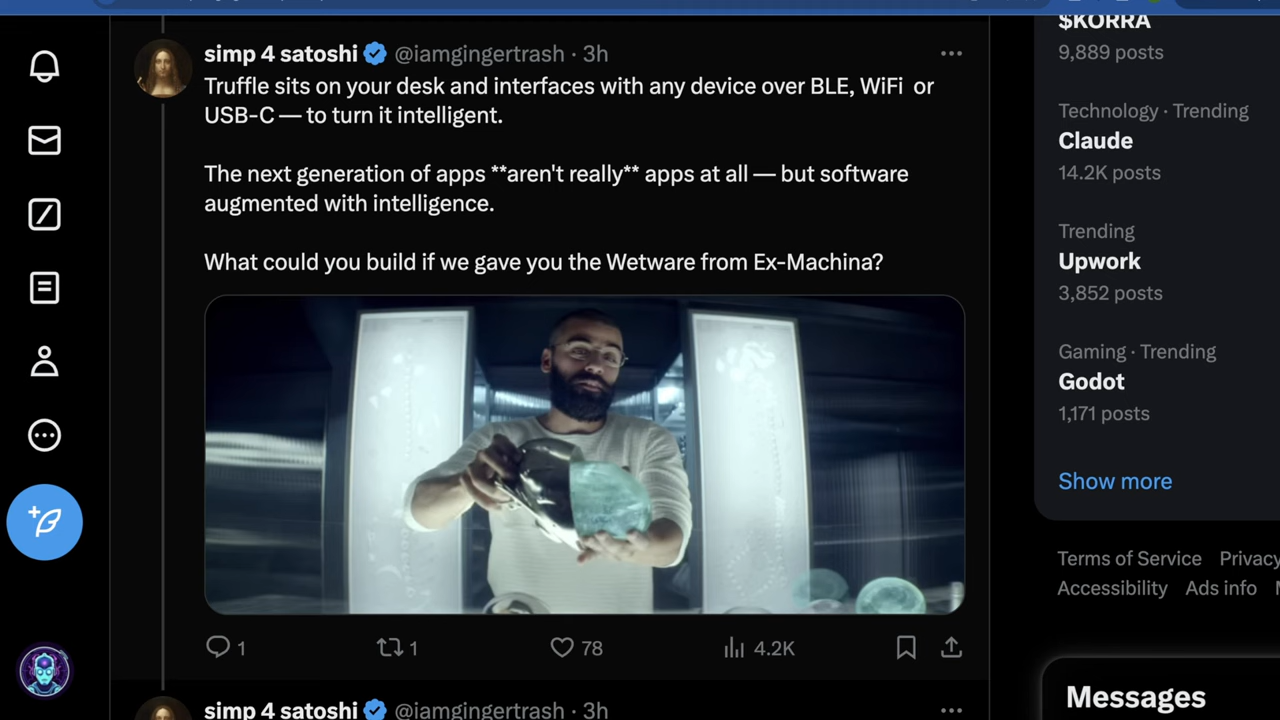 simp 4 satoshi @iamgingertrash · 3h
Truffle sits on your desk and interfaces with any device over BLE, WiFi or
USB-C — to turn it intelligent.
The next generation of apps **aren't really** apps at all — but software
augmented with intelligence.
What could you build if we gave you the Wetware from Ex-Machina?
1
1
78
4.2K
simp 4 satoshi @iamgingertrash · 3h
$KORRA
9,889 posts
Technology · Trending
Claude
14.2K posts
Trending
Upwork
3,852 posts
Gaming · Trending
Godot
1,171 posts
Show more
Terms of Service Privacy
Accessibility Ads info
Messages